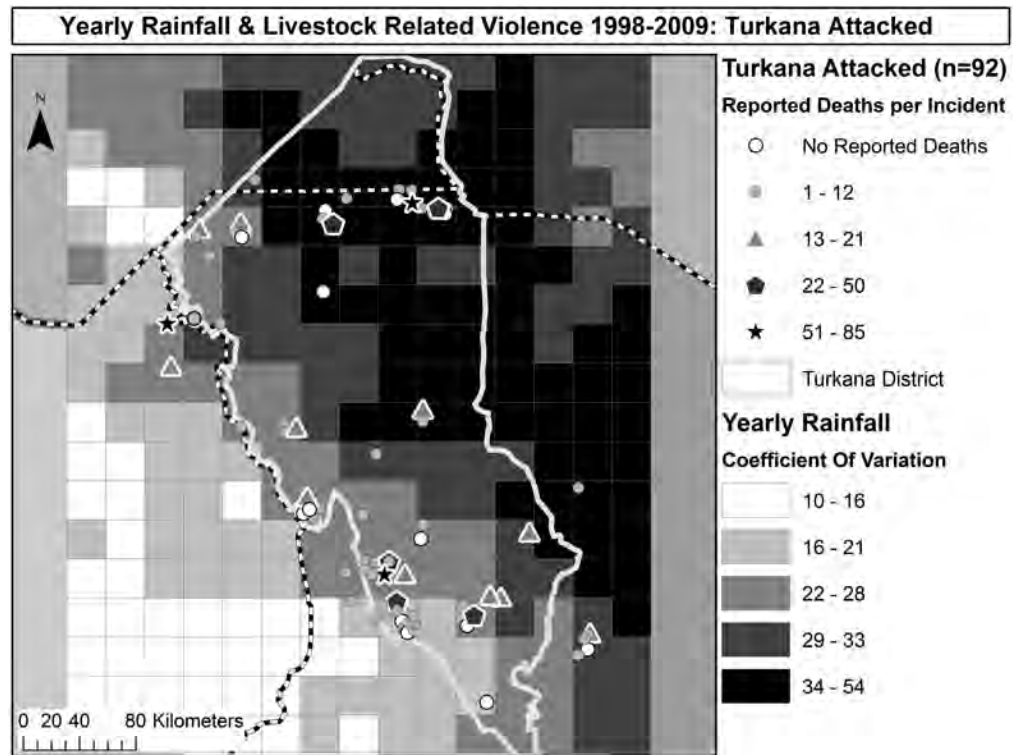 Yearly Rainfall & Livestock Related Violence 1998-2009: Turkana Attacked
N
Turkana Attacked (n=92)
Reported Deaths per Incident
No Reported Deaths
1 - 12
13 - 21
22 - 50
51 - 85
Turkana District
Yearly Rainfall
Coefficient Of Variation
10 - 16
16 - 21
22 - 28
29 - 33
34 - 54
0 20 40 80 Kilometers